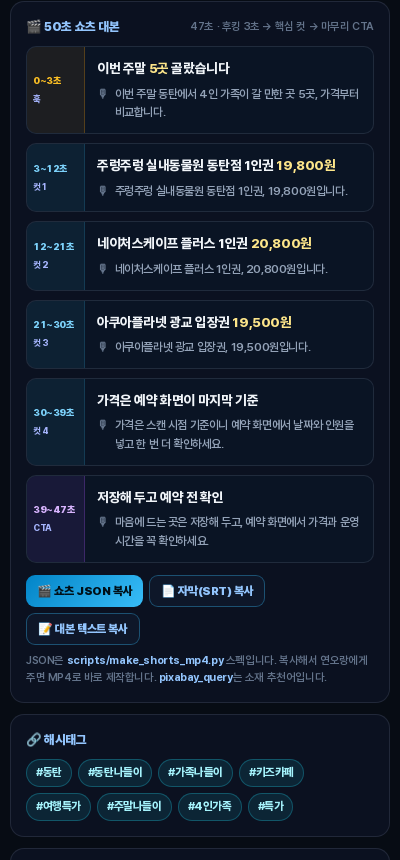 🎬 50초 쇼츠 대본
47초 · 후킹 3초 → 핵심 컷 → 마무리 CTA
0~3초
훅
이번 주말 5곳 골랐습니다
🎙 이번 주말 동탄에서 4인 가족이 갈 만한 곳 5곳, 가격부터
비교합니다.
3~12초
컷 1
주렁주렁 실내동물원 동탄점 1인권 19,800원
🎙 주렁주렁 실내동물원 동탄점 1인권, 19,800원입니다.
12~21초
컷 2
네이처스케이프 플러스 1인권 20,800원
🎙 네이처스케이프 플러스 1인권, 20,800원입니다.
21~30초
컷 3
아쿠아플라넷 광교 입장권 19,500원
🎙 아쿠아플라넷 광교 입장권, 19,500원입니다.
30~39초
컷 4
가격은 예약 화면이 마지막 기준
🎙 가격은 스캔 시점 기준이니 예약 화면에서 날짜와 인원을
넣고 한 번 더 확인하세요.
39~47초
CTA
저장해 두고 예약 전 확인
🎙 마음에 드는 곳은 저장해 두고, 예약 화면에서 가격과 운영
시간을 꼭 확인하세요.
🎬 쇼츠 JSON 복사
📄 자막(SRT) 복사
📝 대본 텍스트 복사
JSON은 scripts/make_shorts_mp4.py 스펙입니다. 복사해서 연오랑에게
주면 MP4로 바로 제작합니다. pixabay_query는 소재 추천어입니다.
🔗 해시태그
#동탄 #동탄나들이 #가족나들이 #키즈카페
#여행특가 #주말나들이 #4인가족 #특가